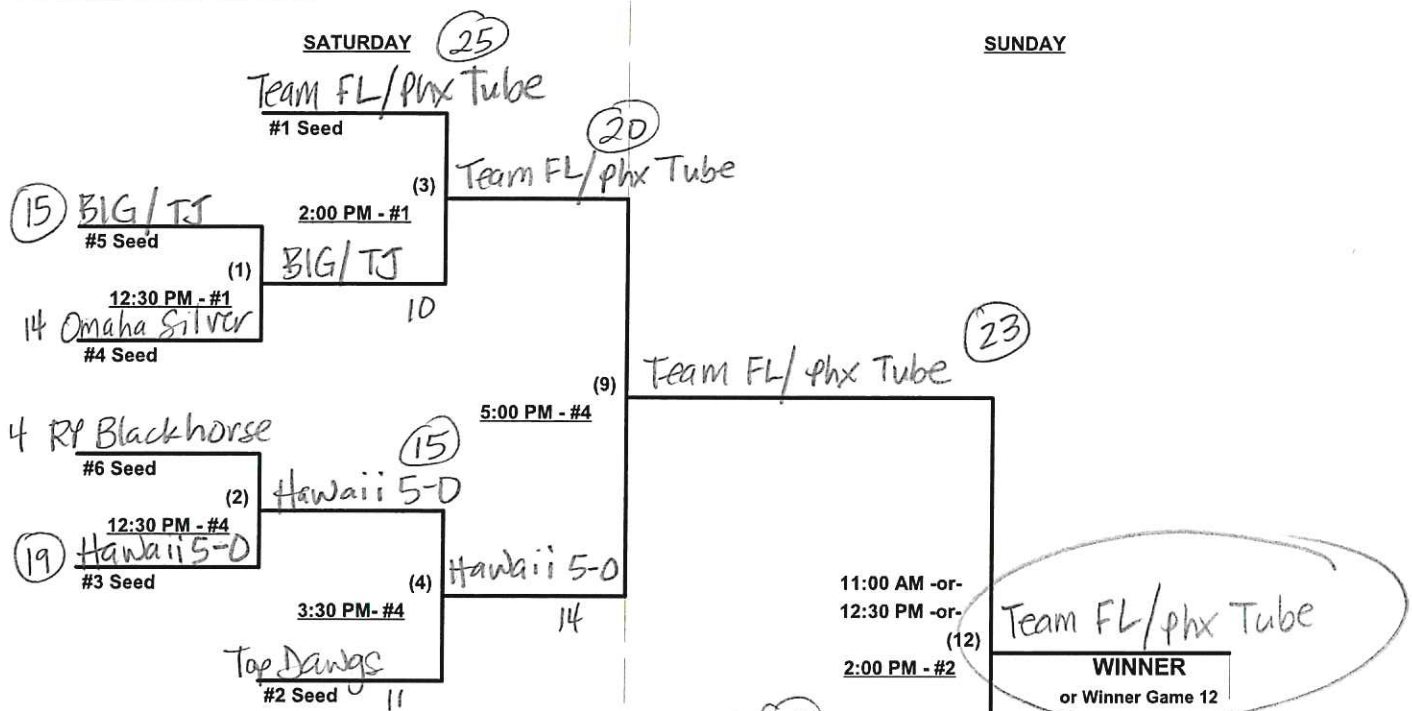 SATURDAY
25
SUNDAY
Team FL/Phx Tube
#1 Seed
20
Team FL/phx Tube
(3)
2:00 PM - #1
15 BIG/TJ
#5 Seed
(1)
BIG/TJ
12:30 PM - #1
10
14 Omaha Silver
#4 Seed
23
Team FL/phx Tube
(9)
5:00 PM - #4
4 RP Blackhorse
#6 Seed
15
Hawaii 5-0
(2)
12:30 PM - #4
19 Hawaii 5-0
#3 Seed
Hawaii 5-0
(4)
3:30 PM- #4
14
Top Dawgs
#2 Seed
11
11:00 AM -or-
12:30 PM -or-
(12)
2:00 PM - #2
Team FL/phx Tube
WINNER
or Winner Game 12